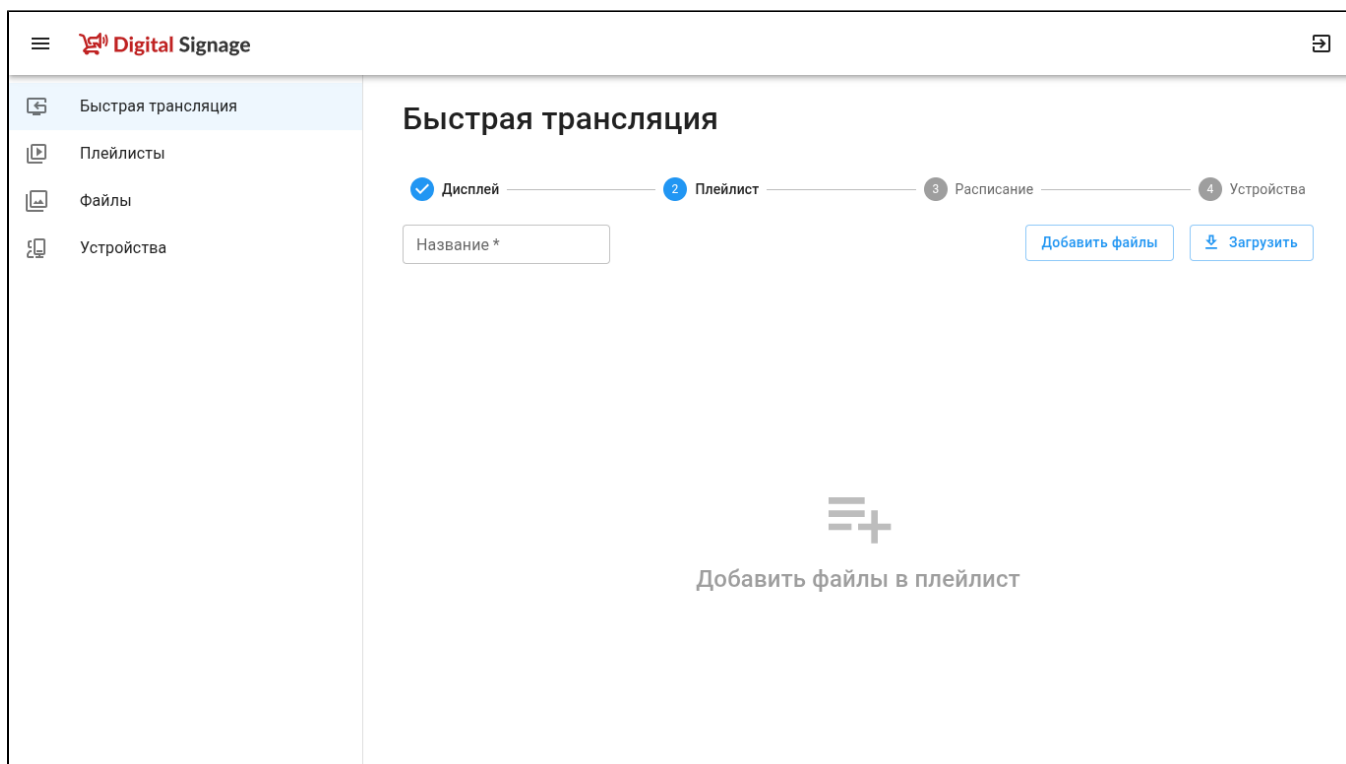 Digital Signage
Быстрая трансляция
Плейлисты
Файлы
Устройства
Быстрая трансляция
Дисплей 2 Плейлист 3 Расписание 4 Устройства
Название * Добавить файлы Загрузить
Добавить файлы в плейлист